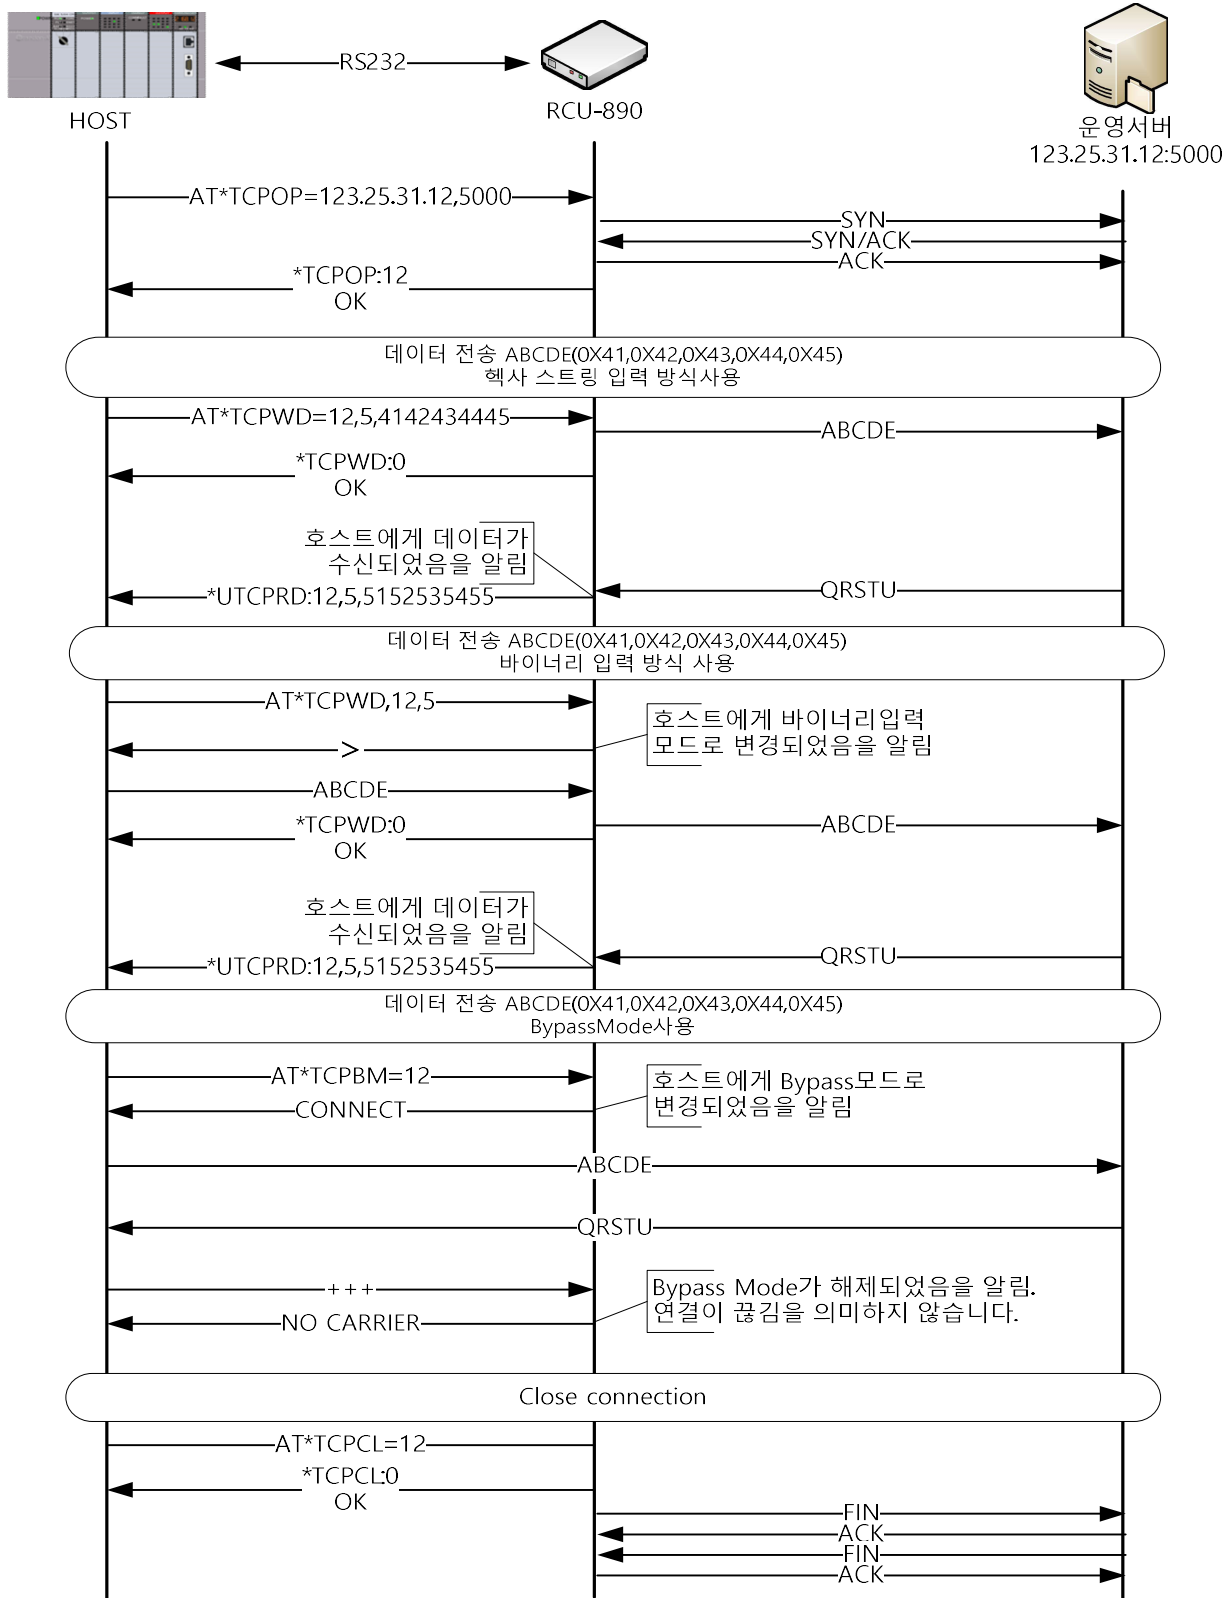 RS232
HOST
RCU-890
운영서버
123.25.31.12:5000
AT*TCPOP=123.25.31.12,5000
SYN
SYN/ACK
ACK
*TCPOP:12
OK
데이터 전송 ABCDE(0X41,0X42,0X43,0X44,0X45)
헥사 스트링 입력 방식사용
AT*TCPWD=12,5,4142434445
ABCDE
*TCPWD:0
OK
호스트에게 데이터가
수신되었음을 알림
QRSTU
*UTCPRD:12,5,5152535455
데이터 전송 ABCDE(0X41,0X42,0X43,0X44,0X45)
바이너리 입력 방식 사용
AT*TCPWD,12,5
호스트에게 바이너리입력
모드로 변경되었음을 알림
>
ABCDE
*TCPWD:0
OK
ABCDE
호스트에게 데이터가
수신되었음을 알림
QRSTU
*UTCPRD:12,5,5152535455
데이터 전송 ABCDE(0X41,0X42,0X43,0X44,0X45)
BypassMode사용
AT*TCPBM=12
호스트에게 Bypass모드로
변경되었음을 알림
CONNECT
ABCDE
QRSTU
+++
Bypass Mode가 해제되었음을 알림.
연결이 끊김을 의미하지 않습니다.
NO CARRIER
Close connection
AT*TCPCL=12
*TCPCL:0
OK
FIN
ACK
FIN
ACK